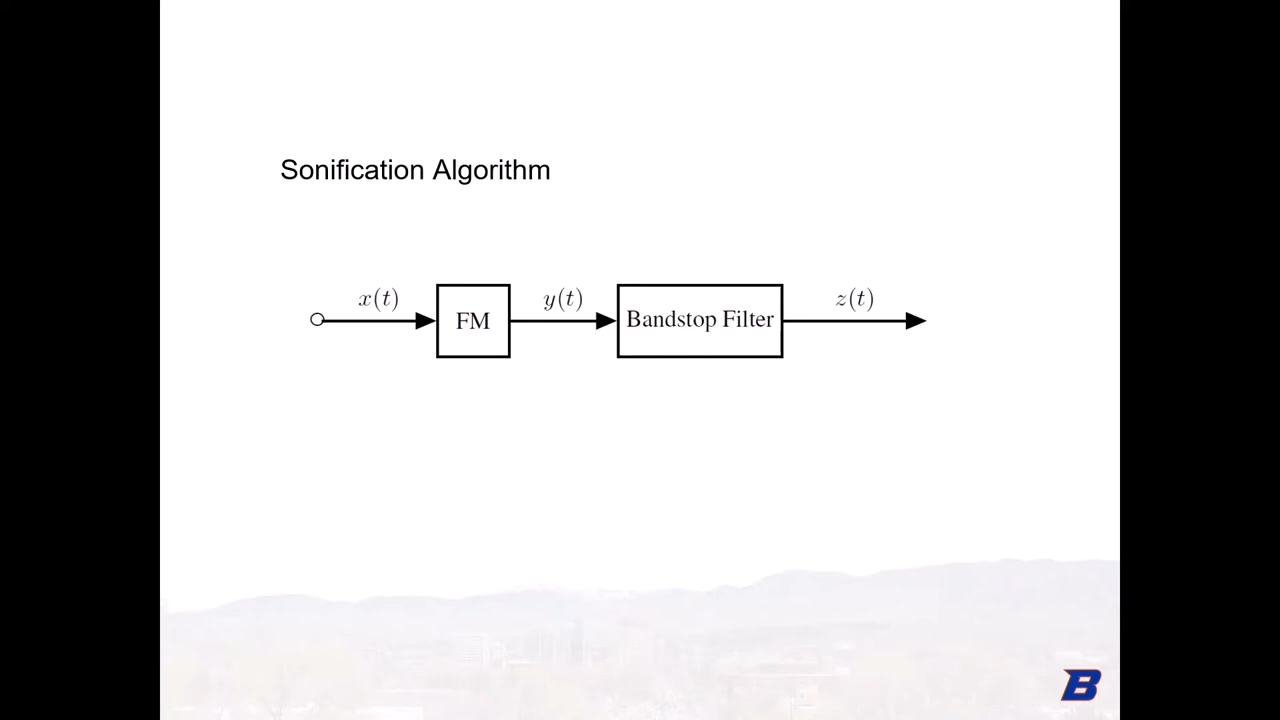 Sonification Algorithm
x(t)
FM
y(t)
Bandstop Filter
z(t)
B